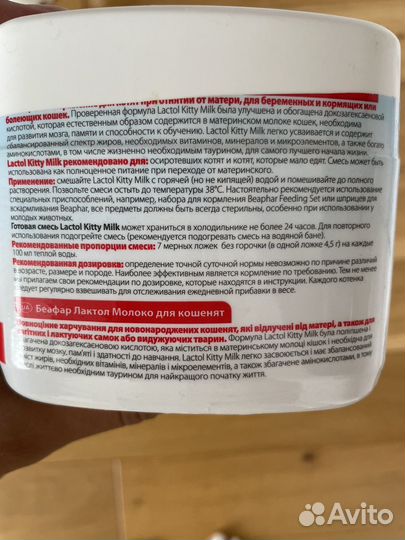 для котят при отнятии от матери, для беременных и кормящих или
болеющих кошек. Проверенная формула Lactol Kitty Milk была улучшена и обогащена докозагексаеновой
кислотой, которая естественным образом содержится в материнском молоке кошек, необходима
для развития мозга, памяти и способности к обучению. Lactol Kitty Milk легко усваивается и содержит
сбалансированный спектр жиров, необходимых витаминов, минералов и микроэлементов, а также богато
аминокислотами, в том числе жизненно необходимым таурином, для самого лучшего начала жизни.
Lactol Kitty Milk рекомендовано для: осиротевших котят и котят, которые мало едят. Смесь может быть
использована как полноценное питание при переходе от материнского.
Применение: смешайте Lactol Kitty Milk с горячей (но не кипящей!) водой и помешивайте до полного
растворения. Позвольте смеси остыть до температуры 38°C. Настоятельно рекомендуется использование
специальных приспособлений, например, набора для кормления Beaphar Feeding Set или шприцев для
вскармливания Beaphar, все предметы должны быть всегда стерильны, особенно при использовании у
молодых животных.
Готовая смесь Lactol Kitty Milk может храниться в холодильнике не более 24 часов. Для повторного
использования подогрейте смесь (рекомендуется подогревать смесь на водяной бане).
Рекомендованные пропорции смеси: 7 мерных ложек без горочки (в одной ложке 4,5 г) на каждые
100 мл теплой воды.
Рекомендованная дозировка: определение точной суточной нормы невозможно по причине различий
в возрасте, размере и породе. Наиболее эффективным является кормление по требованию. Тем не менее
мы прилагаем свои рекомендации по дозировке, которые находятся в инструкции. Каждого котенка
следует регулярно взвешивать для отслеживания ежедневной прибавки в весе.
UA Беафар Лактол Молоко для кошенят
Повноцінне харчування для новонароджених кошенят, які відлучені від матері, а також для
вагітних і лактуючих самок або видужуючих тварин. Формула Lactol Kitty Milk була поліпшена і
збагачена докозагексаєновою кислотою, яка міститься в материнському молоці кішок і необхідна для
розвитку мозку, пам'яті і здатності до навчання. Lactol Kitty Milk легко засвоюється і має збалансований
вміст жирів, необхідних вітамінів, мінералів і мікроелементів, а також збагачене амінокислотами, в тому
числі життєво необхідним таурином для найкращого початку життя.
Avito